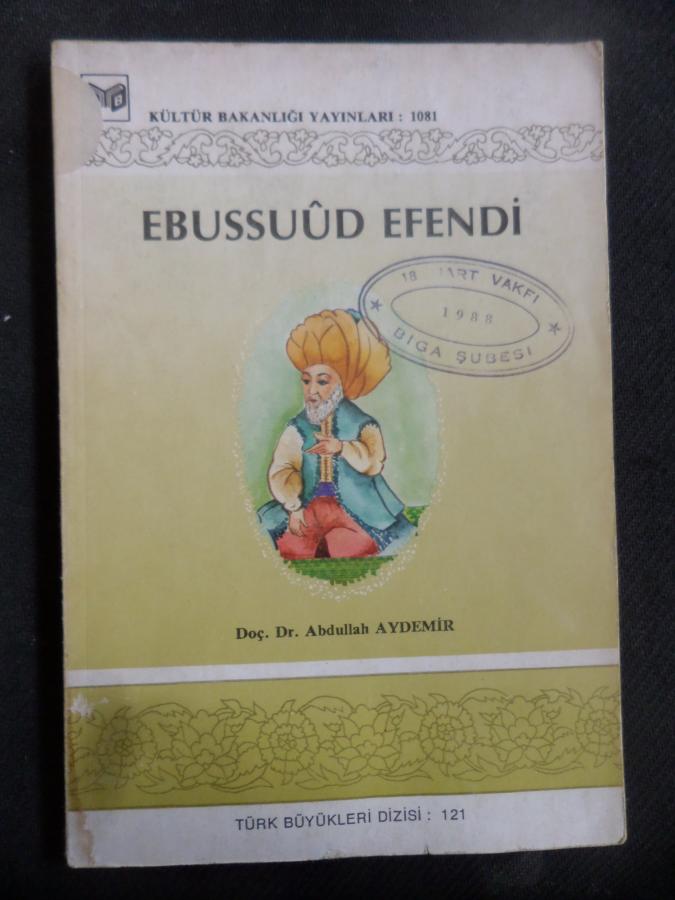 KÜLTÜR BAKANLIĞI YAYINLARI : 1081
EBUSSUÛD EFENDİ
18 MART VAKFI
1988
BİGA ŞUBESİ
Doç. Dr. Abdullah AYDEMİR
TÜRK BÜYÜKLERİ DİZİSİ : 121